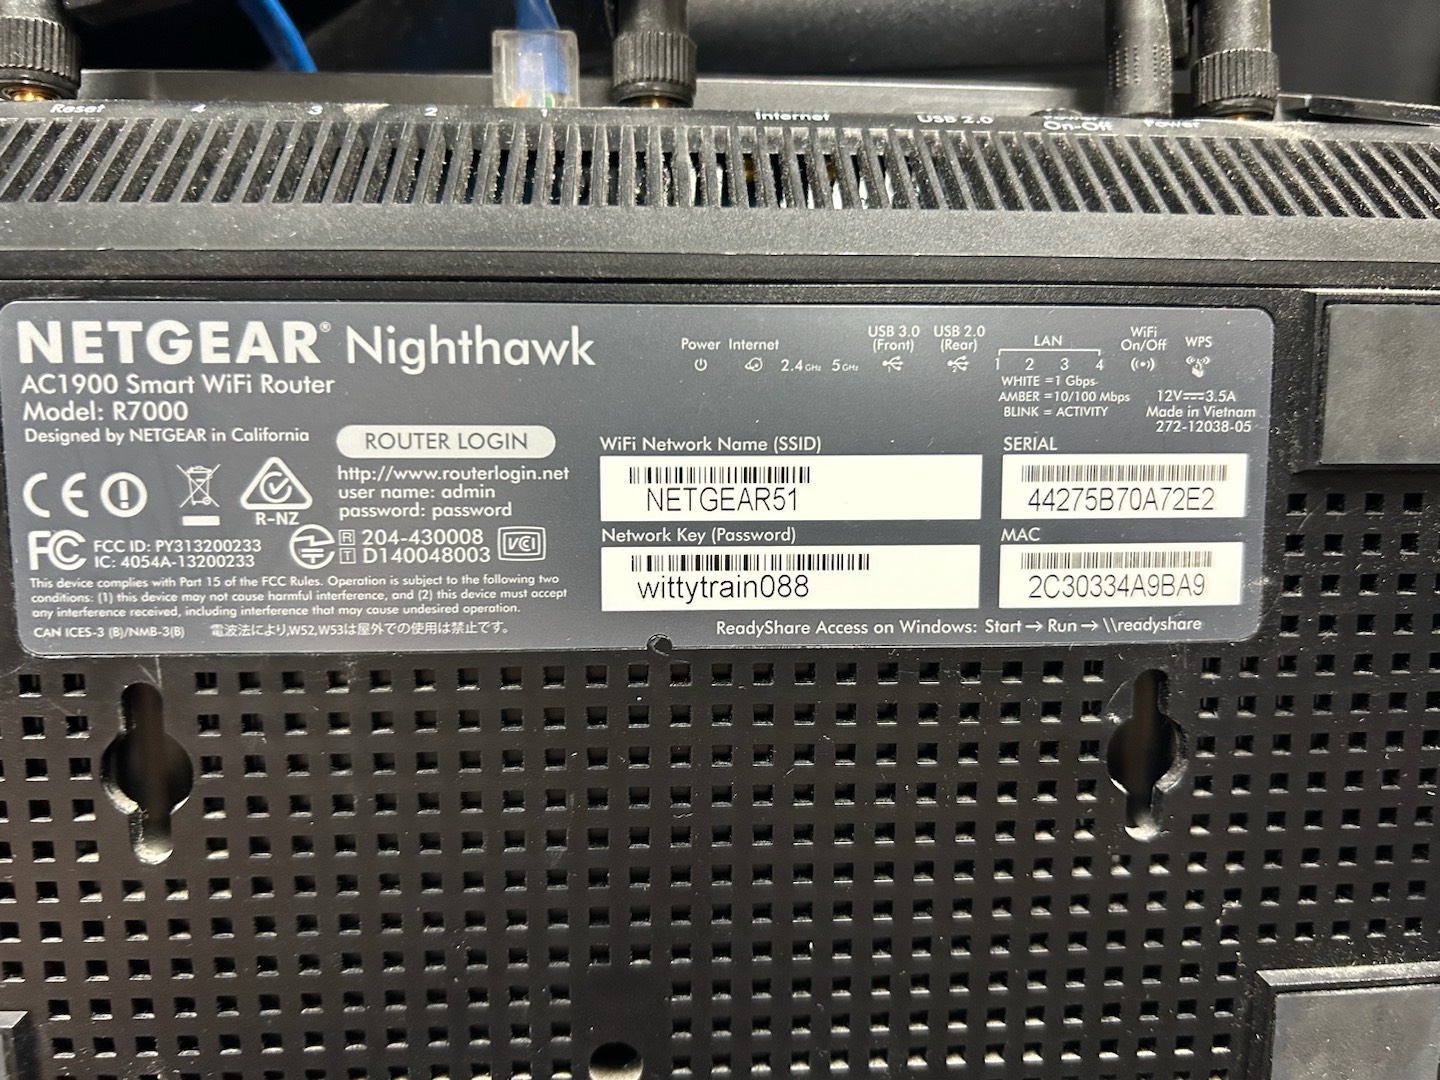 Reset 4 3 2 1 Internet USB 2.0 Power On-Off Power
NETGEAR® Nighthawk
AC1900 Smart WiFi Router
Model: R7000
Designed by NETGEAR in California
ROUTER LOGIN
http://www.routerlogin.net
user name: admin
password: password
CE
R-NZ
FC FCC ID: PY313200233
IC: 4054A-13200233
R 204-430008
T D140048003
VCI
This device complies with Part 15 of the FCC Rules. Operation is subject to the following two
conditions: (1) this device may not cause harmful interference, and (2) this device must accept
any interference received, including interference that may cause undesired operation.
CAN ICES-3 (B)/NMB-3(B) 電波法により,W52,W53は屋外での使用は禁止です。
Power Internet
2.4 GHz 5 GHz
USB 3.0
(Front)
USB 2.0
(Rear)
LAN
1 2 3 4
WHITE = 1 Gbps
AMBER = 10/100 Mbps
BLINK = ACTIVITY
WiFi
On/Off
WPS
12V 3.5A
Made in Vietnam
272-12038-05
WiFi Network Name (SSID)
NETGEAR51
Network Key (Password)
wittytrain088
SERIAL
44275B70A72E2
MAC
2C30334A9BA9
ReadyShare Access on Windows: Start → Run → \\readyshare